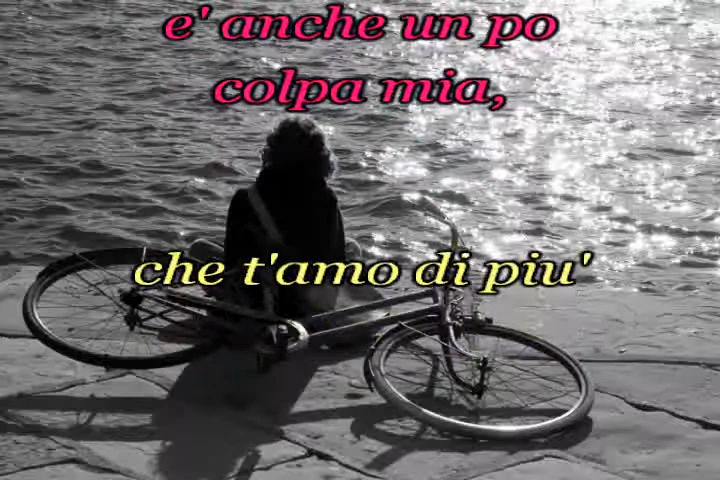 e' anche un po
colpa mia,
che t'amo di piu'